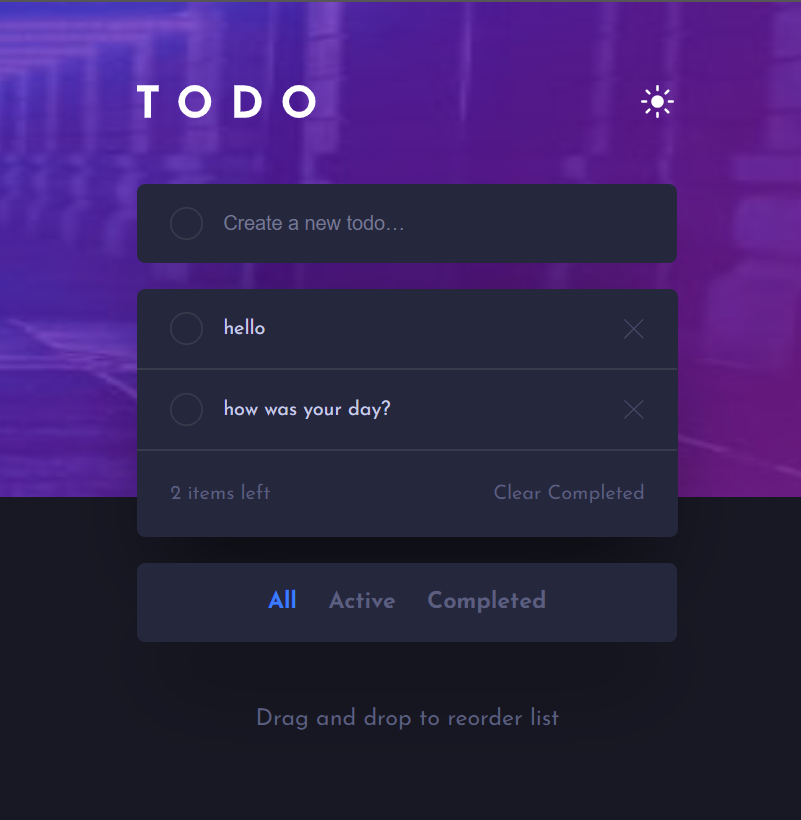 TODO
Create a new todo...
hello
how was your day?
2 items left
Clear Completed
All Active Completed
Drag and drop to reorder list